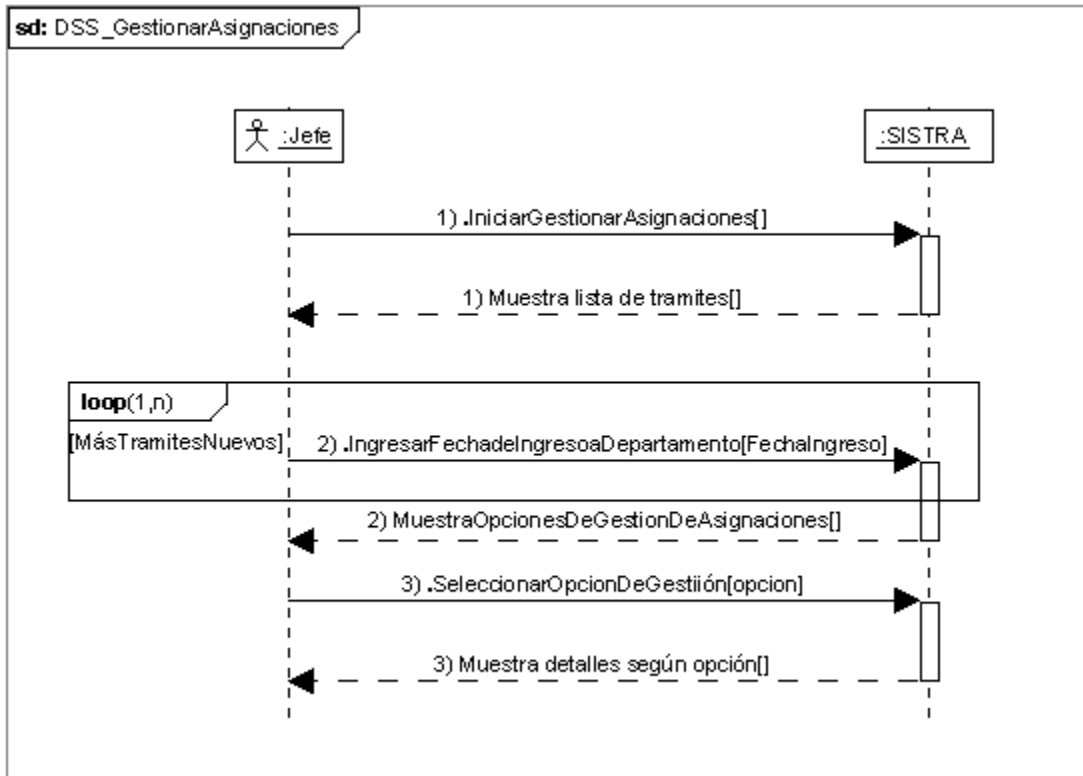 sd: DSS_GestionarAsignaciones
:Jefe
:SISTRA
1) .IniciarGestionarAsignaciones[]
1) Muestra lista de tramites[]
loop(1,n)
[MásTramitesNuevos]
2) .IngresarFechadeIngresoaDepartamento[FechaIngreso]
2) MuestraOpcionesDeGestionDeAsignaciones[]
3) .SeleccionarOpcionDeGestiión[opcion]
3) Muestra detalles según opción[]